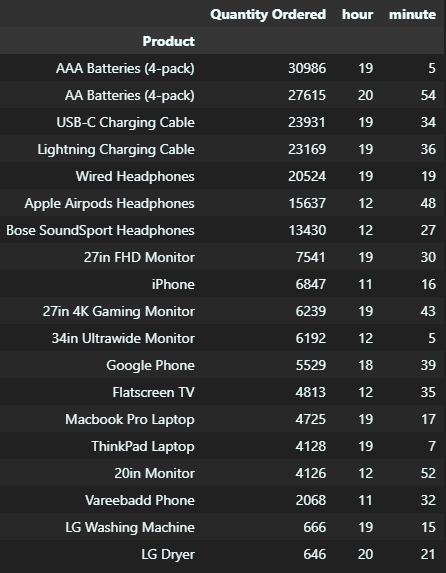 Quantity Ordered hour minute
Product
AAA Batteries (4-pack) 30986 19 5
AA Batteries (4-pack) 27615 20 54
USB-C Charging Cable 23931 19 34
Lightning Charging Cable 23169 19 36
Wired Headphones 20524 19 19
Apple Airpods Headphones 15637 12 48
Bose SoundSport Headphones 13430 12 27
27in FHD Monitor 7541 19 30
iPhone 6847 11 16
27in 4K Gaming Monitor 6239 19 43
34in Ultrawide Monitor 6192 12 5
Google Phone 5529 18 39
Flatscreen TV 4813 12 35
Macbook Pro Laptop 4725 19 17
ThinkPad Laptop 4128 19 7
20in Monitor 4126 12 52
Vareebadd Phone 2068 11 32
LG Washing Machine 666 19 15
LG Dryer 646 20 21